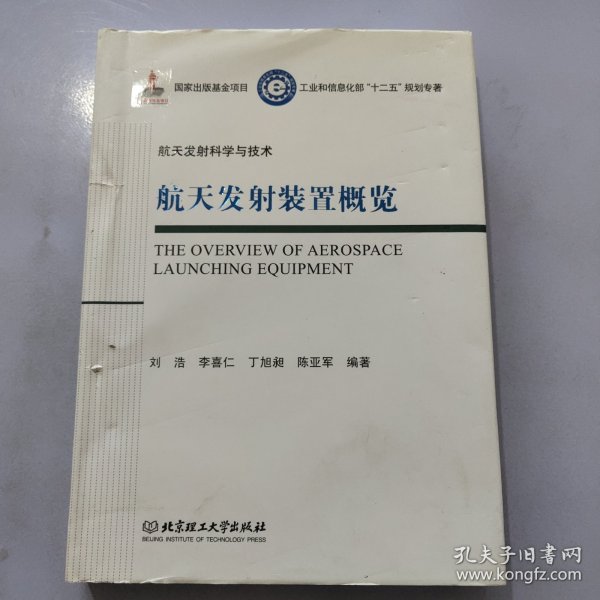 国家出版基金项目
工业和信息化部“十二五”规划专著
航天发射科学与技术
航天发射装置概览
THE OVERVIEW OF AEROSPACE
LAUNCHING EQUIPMENT
刘浩 李喜仁 丁旭昶 陈亚军 编著
北京理工大学出版社
BEIJING INSTITUTE OF TECHNOLOGY PRESS
孔夫子旧书网
www.kongfz.com